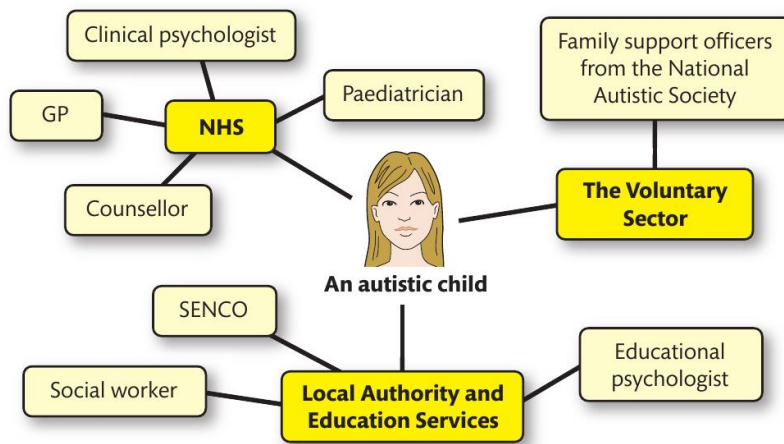 Clinical psychologist
GP
NHS
Paediatrician
Counsellor
Family support officers
from the National
Autistic Society
The Voluntary
Sector
An autistic child
SENCO
Social worker
Local Authority and
Education Services
Educational
psychologist